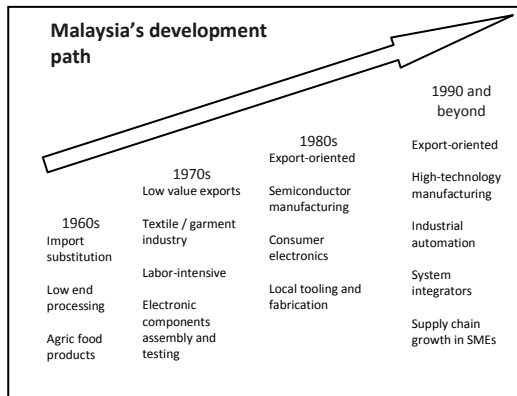 Malaysia's development
path
1960s
Import
substitution
Low end
processing
Agric food
products
1970s
Low value exports
Textile / garment
industry
Labor-intensive
Electronic
components
assembly and
testing
1980s
Export-oriented
Semiconductor
manufacturing
Consumer
electronics
Local tooling and
fabrication
1990 and
beyond
Export-oriented
High-technology
manufacturing
Industrial
automation
System
integrators
Supply chain
growth in SMEs